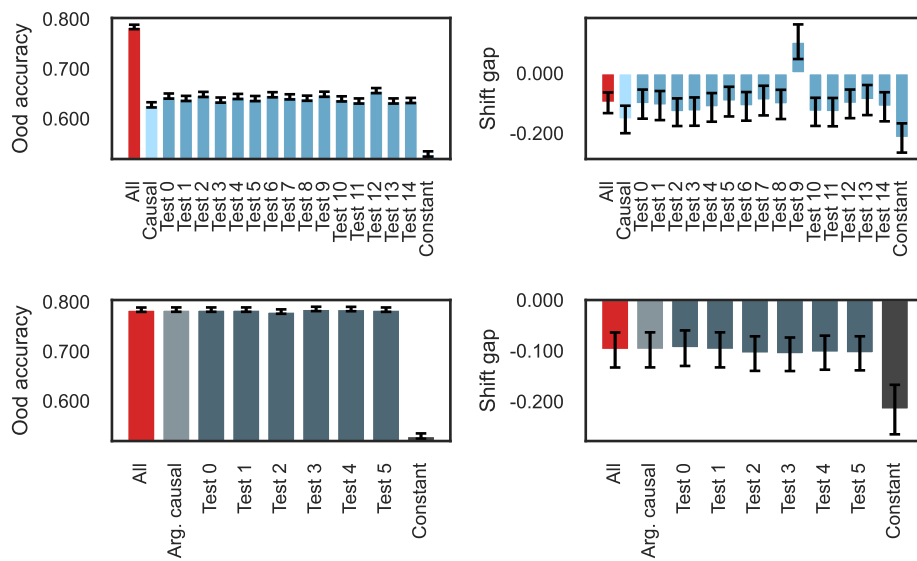 Ood accuracy
0.800
0.700
0.600
All
Causal
Test 0
Test 1
Test 2
Test 3
Test 4
Test 5
Test 6
Test 7
Test 8
Test 9
Test 10
Test 11
Test 12
Test 13
Test 14
Constant
Shift gap
0.000
-0.200
All
Causal
Test 0
Test 1
Test 2
Test 3
Test 4
Test 5
Test 6
Test 7
Test 8
Test 9
Test 10
Test 11
Test 12
Test 13
Test 14
Constant
Ood accuracy
0.800
0.700
0.600
All
Arg. causal
Test 0
Test 1
Test 2
Test 3
Test 4
Test 5
Constant
Shift gap
0.000
-0.100
-0.200
All
Arg. causal
Test 0
Test 1
Test 2
Test 3
Test 4
Test 5
Constant